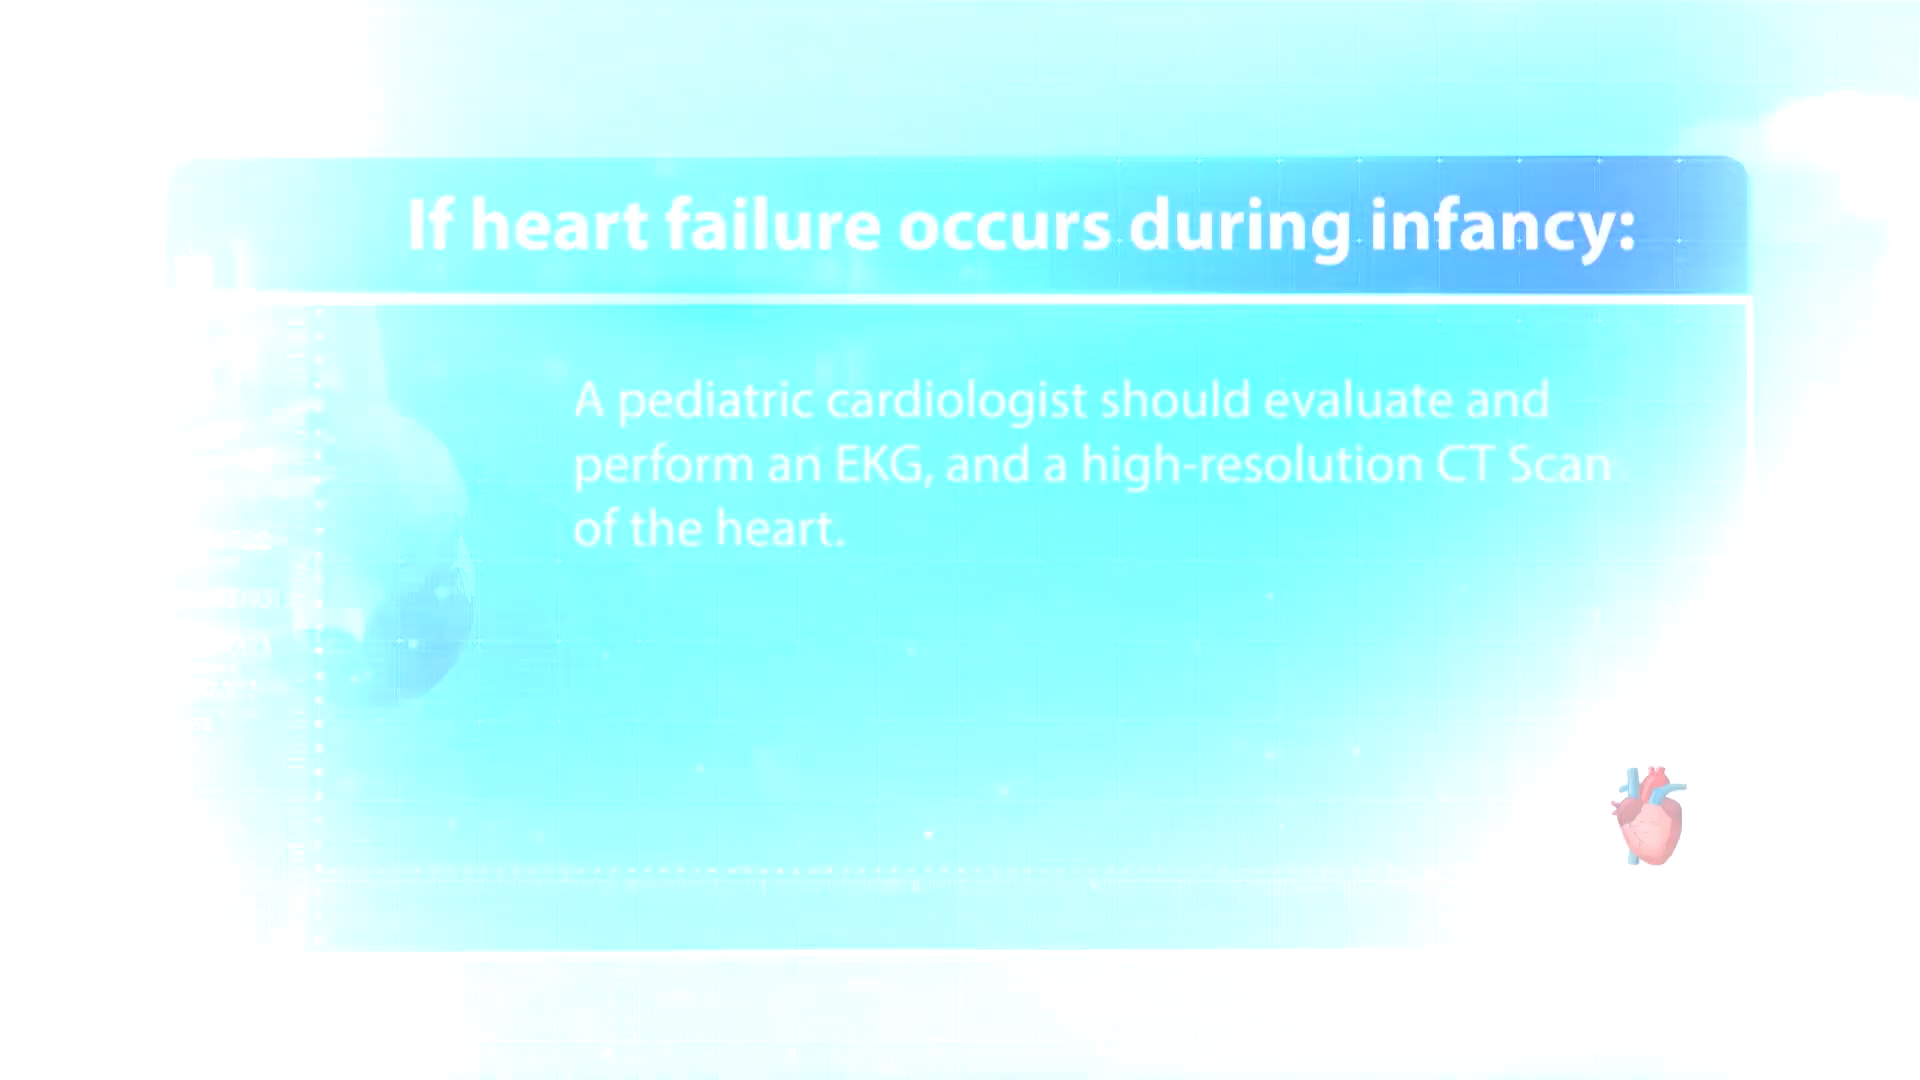 If heart failure occurs during infancy:
A pediatric cardiologist should evaluate and
perform an EKG, and a high-resolution CT Scan
of the heart.